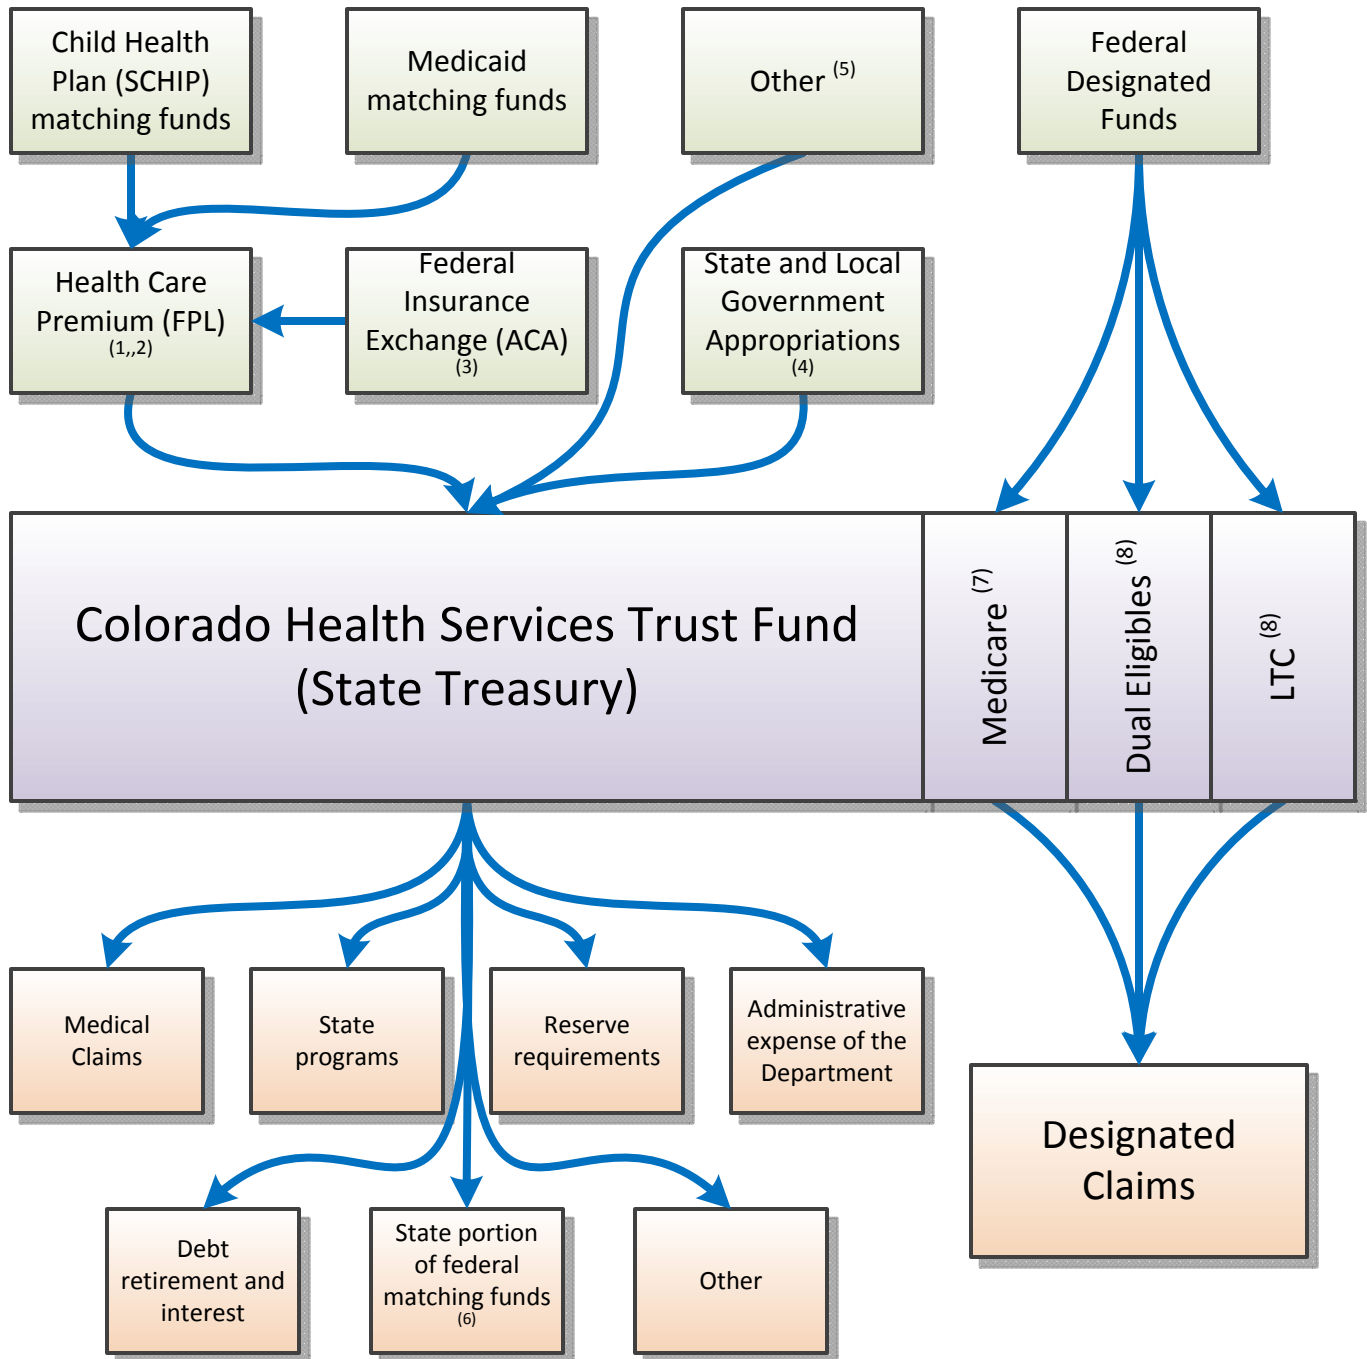 Child Health
Plan (SCHIP)
matching funds
Medicaid
matching funds
Other (5)
Federal
Designated
Funds
Health Care
Premium (FPL)
(1,,2)
Federal
Insurance
Exchange (ACA)
(3)
State and Local
Government
Appropriations
(4)
Colorado Health Services Trust Fund
(State Treasury)
Medicare (7)
Dual Eligibles (8)
LTC (8)
Medical
Claims
State
programs
Reserve
requirements
Administrative
expense of the
Department
Designated
Claims
Debt
retirement and
interest
State portion
of federal
matching funds
(6)
Other